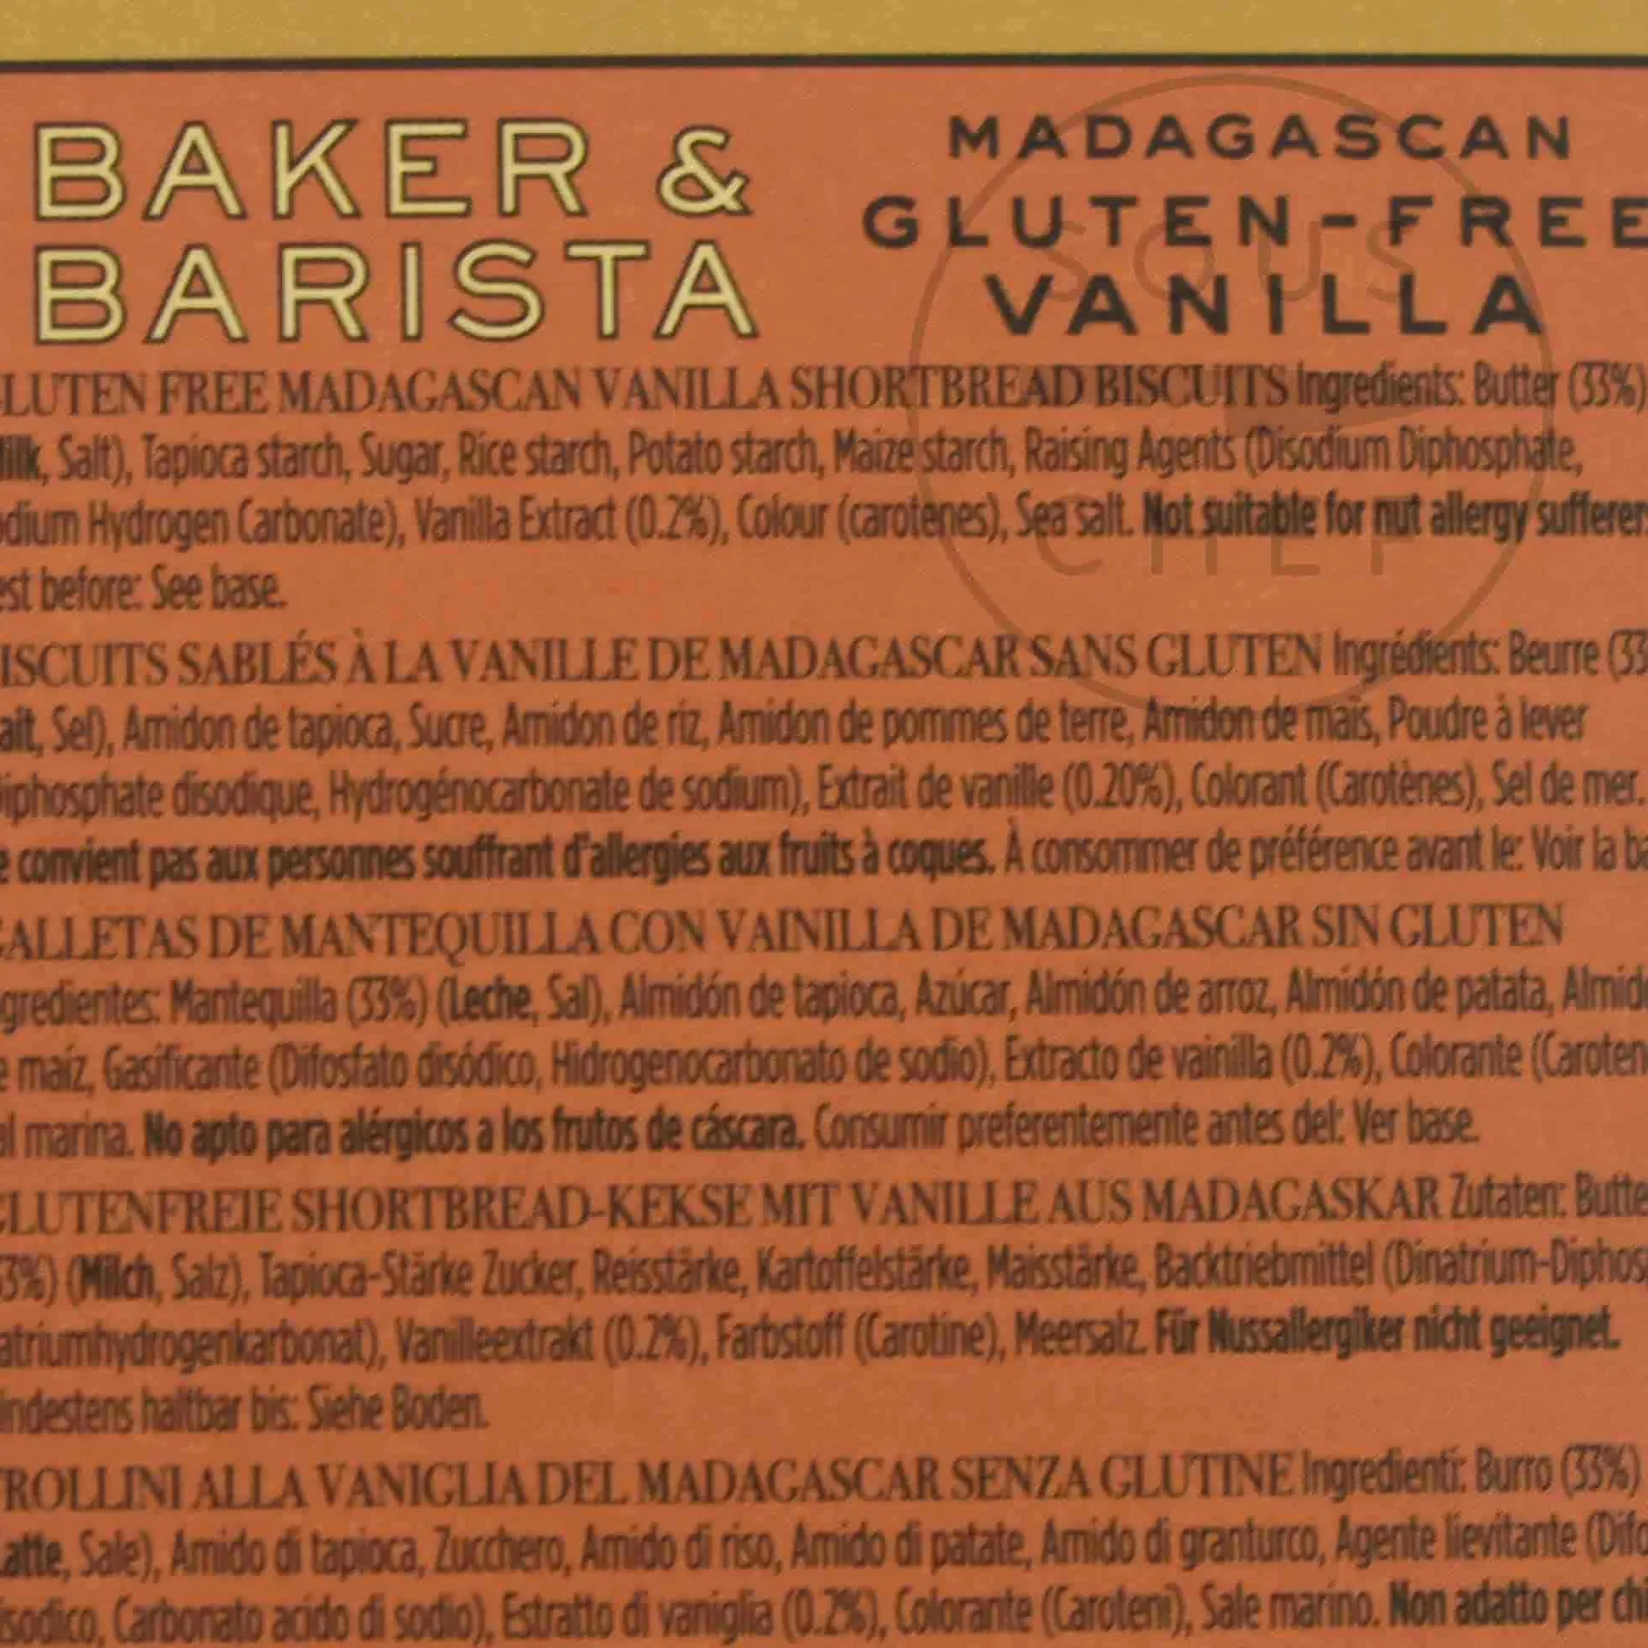 BAKER &
BARISTA
MADAGASCAN
GLUTEN-FREE
VANILLA
SOUS
CHEF
LUTEN FREE MADAGASCAN VANILLA SHORTBREAD BISCUITS Ingredients: Butter (33%)
ilk, Salt), Tapioca starch, Sugar, Rice starch, Potato starch, Maize starch, Raising Agents (Disodium Diphosphate,
dium Hydrogen Carbonate), Vanilla Extract (0.2%), Colour (carotenes), Sea salt. Not suitable for nut allergy sufferer
est before: See base.
ISCUITS SABLÉS À LA VANILLE DE MADAGASCAR SANS GLUTEN Ingrédients: Beurre (33
ait, Sel), Amidon de tapioca, Sucre, Amidon de riz, Amidon de pommes de terre, Amidon de maïs, Poudre à lever
iphosphate disodique, Hydrogénocarbonate de sodium), Extrait de vanille (0.20%), Colorant (Carotènes), Sel de mer.
e convient pas aux personnes souffrant d'allergies aux fruits à coques. À consommer de préférence avant le: Voir la ba
ALLETAS DE MANTEQUILLA CON VAINILLA DE MADAGASCAR SIN GLUTEN
gredientes: Mantequilla (33%) (Leche, Sal), Almidón de tapioca, Azúcar, Almidón de arroz, Almidón de patata, Almid
e maíz, Gasificante (Difosfato disódico, Hidrogenocarbonato de sodio), Extracto de vainilla (0.2%), Colorante (Caroten
al marina. No apto para alérgicos a los frutos de cáscara. Consumir preferentemente antes del: Ver base.
LUTENFREIE SHORTBREAD-KEKSE MIT VANILLE AUS MADAGASKAR Zutaten: Butte
3%) (Milch, Salz), Tapioca-Stärke Zucker, Reisstärke, Kartoffelstärke, Maisstärke, Backtriebmittel (Dinatrium-Diphos
atriumhydrogenkarbonat), Vanilleextrakt (0.2%), Farbstoff (Carotine), Meersalz. Für Nussallergiker nicht geeignet.
indestens haltbar bis: Siehe Boden.
ROLLINI ALLA VANIGLIA DEL MADAGASCAR SENZA GLUTINE Ingredienti: Burro (33%)
atte, Sale), Amido di tapioca, Zucchero, Amido di riso, Amido di patate, Amido di granturco, Agente lievitante (Difo
isodico, Carbonato acido di sodio), Estratto di vaniglia (0.2%), Colorante (Caroteni), Sale marino. Non adatto per chi